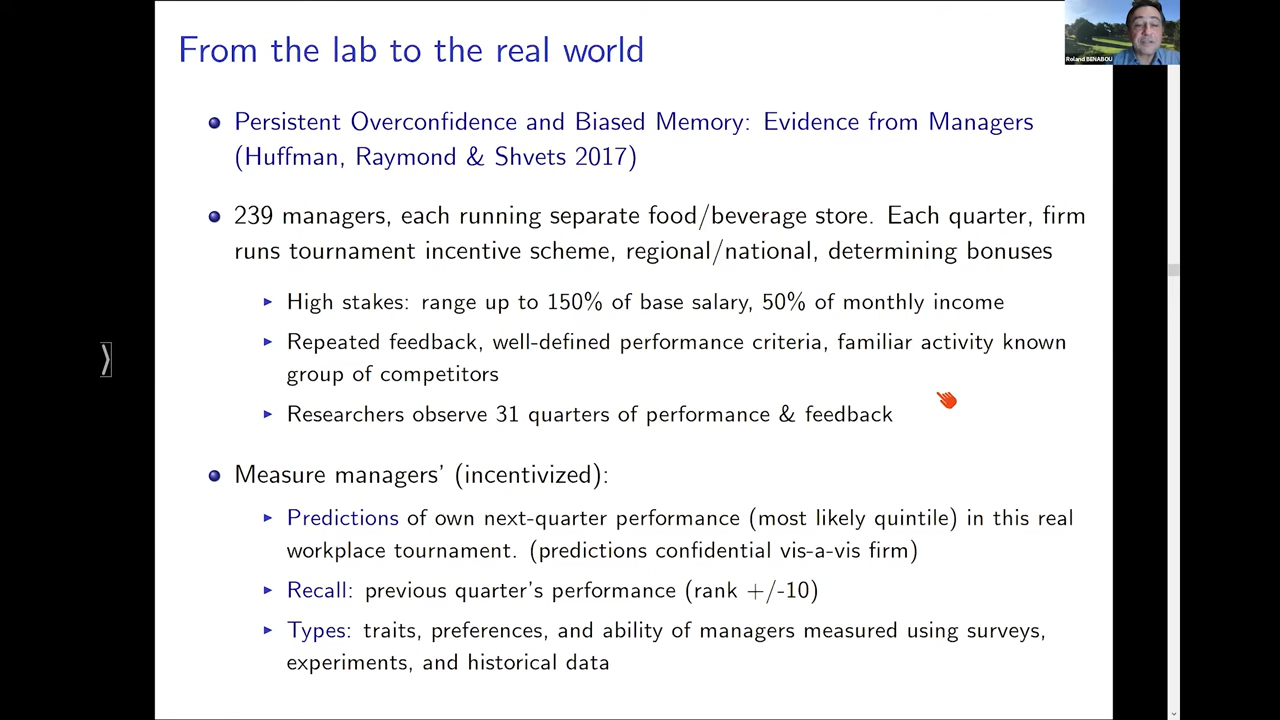 From the lab to the real world
Roland BENABOU
Persistent Overconfidence and Biased Memory: Evidence from Managers
(Huffman, Raymond & Shvets 2017)
239 managers, each running separate food/beverage store. Each quarter, firm
runs tournament incentive scheme, regional/national, determining bonuses
High stakes: range up to 150% of base salary, 50% of monthly income
Repeated feedback, well-defined performance criteria, familiar activity known
group of competitors
Researchers observe 31 quarters of performance & feedback
Measure managers' (incentivized):
Predictions of own next-quarter performance (most likely quintile) in this real
workplace tournament. (predictions confidential vis-a-vis firm)
Recall: previous quarter's performance (rank +/-10)
Types: traits, preferences, and ability of managers measured using surveys,
experiments, and historical data